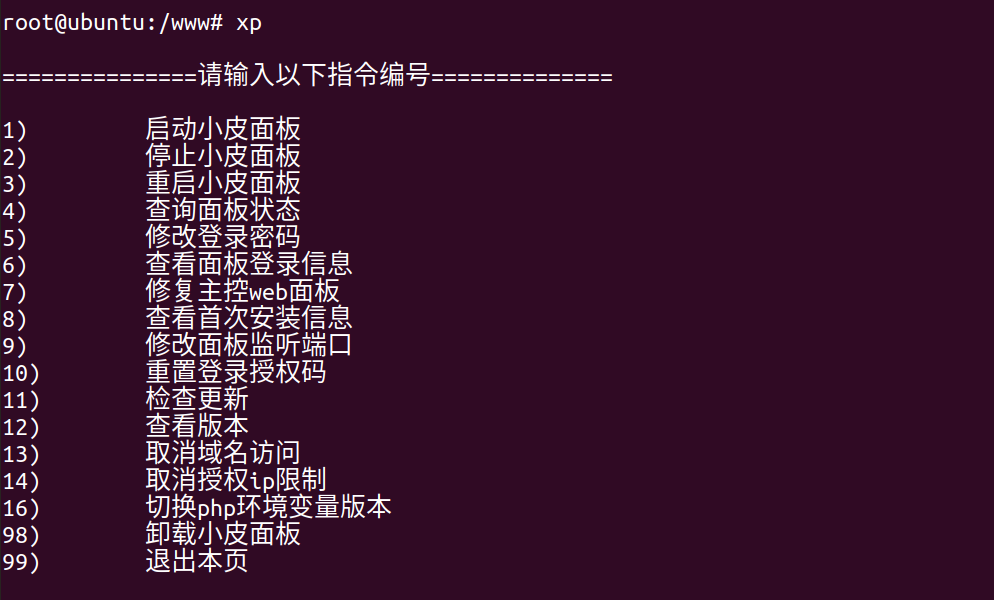 root@ubuntu:/www# xp
===============请输入以下指令编号==============
1) 启动小皮面板
2) 停止小皮面板
3) 重启小皮面板
4) 查询面板状态
5) 修改登录密码
6) 查看面板登录信息
7) 修复主控web面板
8) 查看首次安装信息
9) 修改面板监听端口
10) 重置登录授权码
11) 检查更新
12) 查看版本
13) 取消域名访问
14) 取消授权ip限制
16) 切换php环境变量版本
98) 卸载小皮面板
99) 退出本页